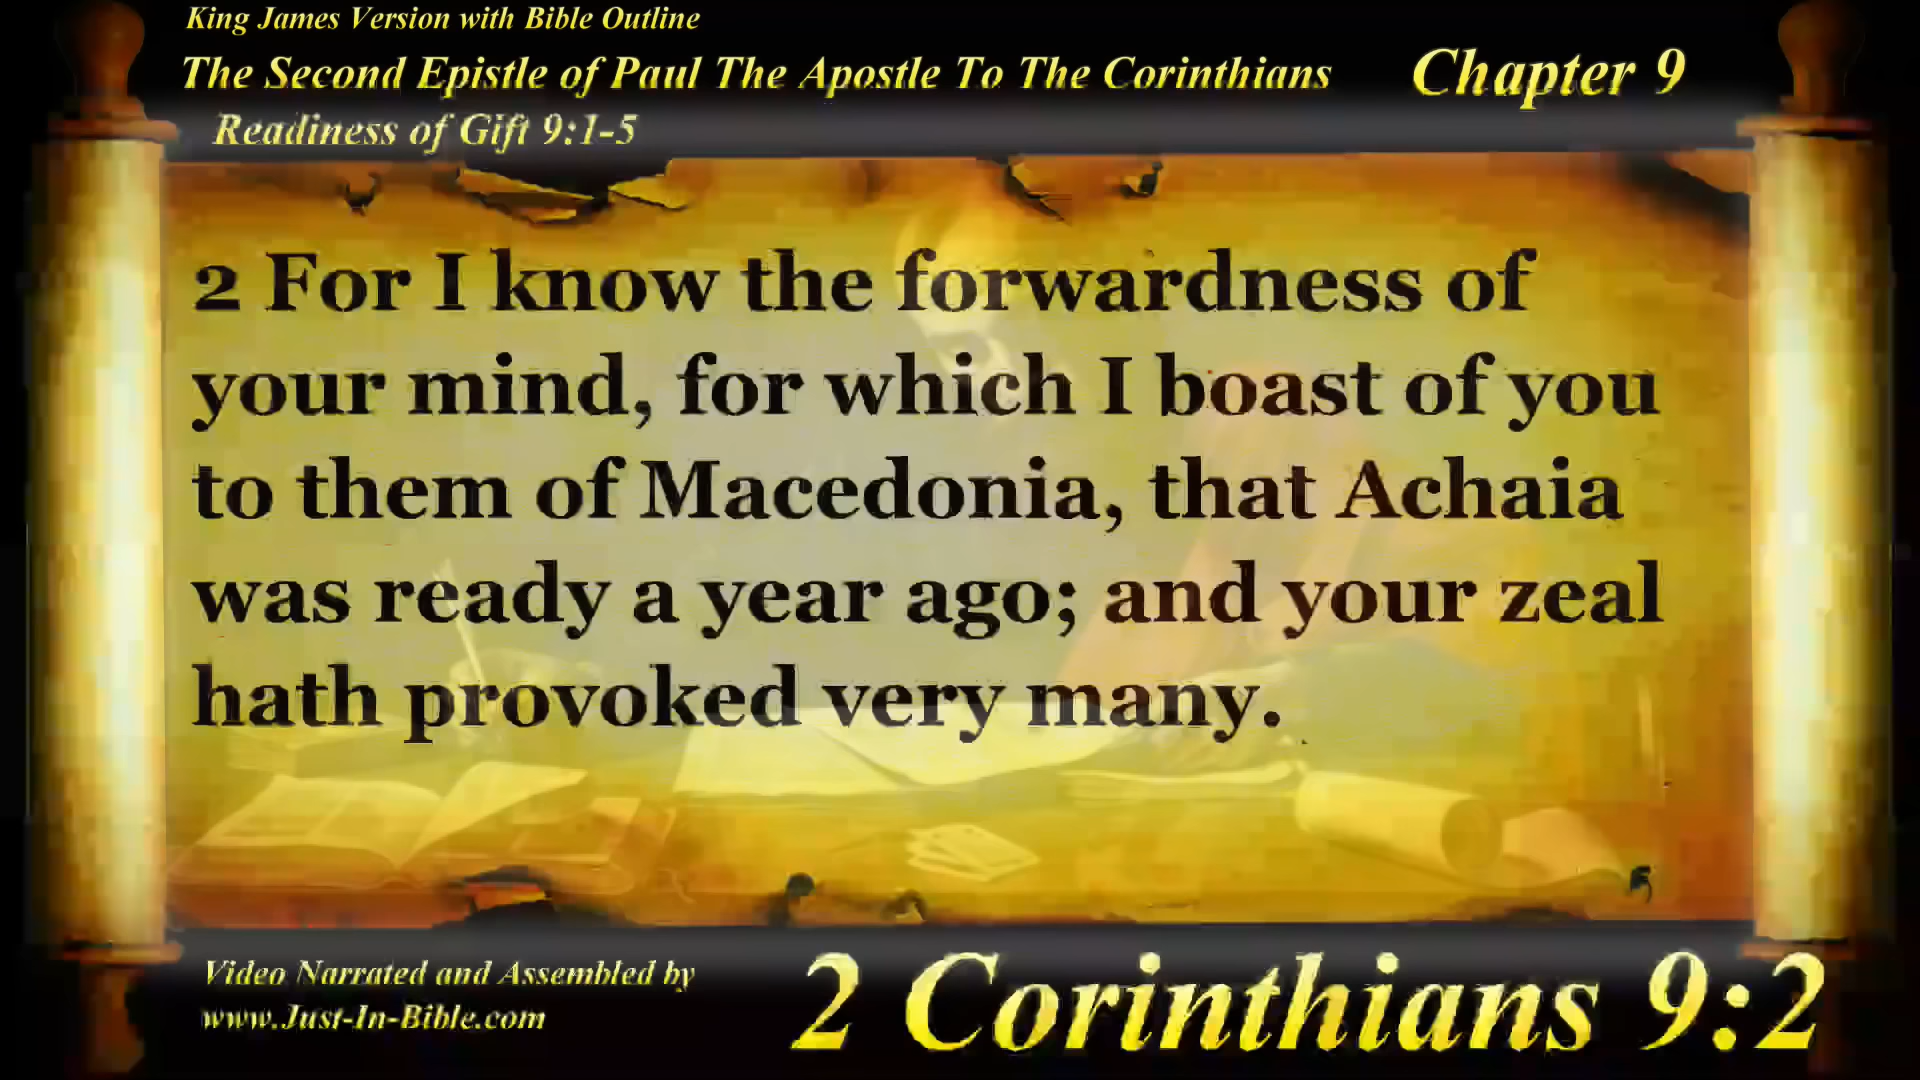 King James Version with Bible Outline
The Second Epistle of Paul The Apostle To The Corinthians
Chapter 9
Readiness of Gift 9:1-5
2 For I know the forwardness of
your mind, for which I boast of you
to them of Macedonia, that Achaia
was ready a year ago; and your zeal
hath provoked very many.
Video Narrated and Assembled by
www.Just-In-Bible.com
2 Corinthians 9:2